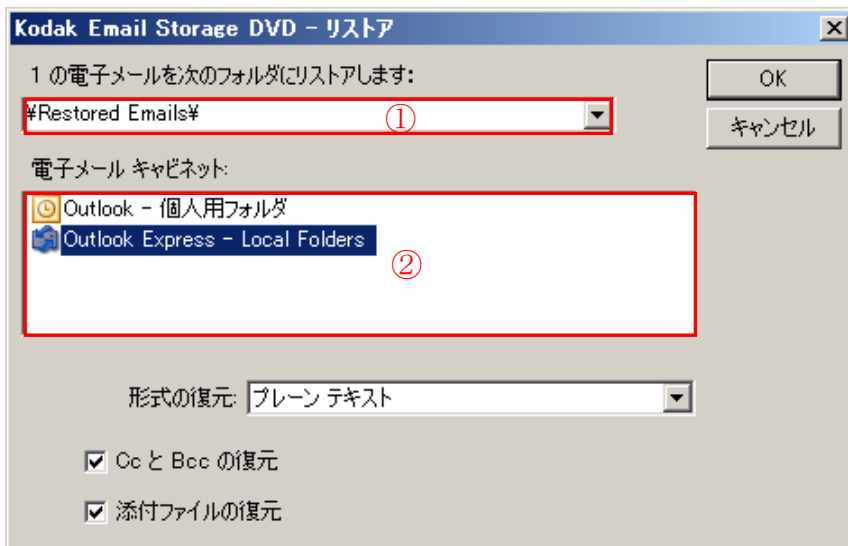 Kodak Email Storage DVD - リストア
1 の電子メールを次のフォルダにリストアします:
OK
¥Restored Emails¥
①
キャンセル
電子メール キャビネット:
Outlook - 個人用フォルダ
Outlook Express - Local Folders
②
形式の復元: プレーン テキスト
Cc と Bcc の復元
添付ファイルの復元